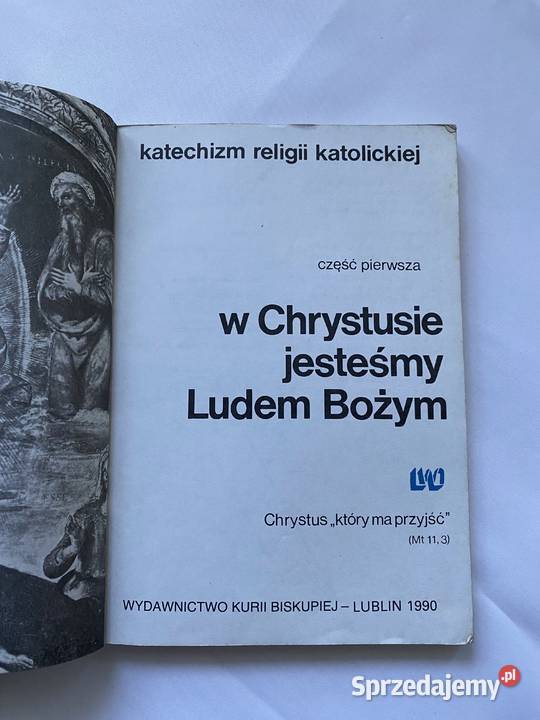 katechizm religii katolickiej
część pierwsza
w Chrystusie
jesteśmy
Ludem Bożym
Chrystus „który ma przyjść"
(Mt 11, 3)
WYDAWNICTWO KURII BISKUPIEJ – LUBLIN 1990
Sprzedajemy.pl